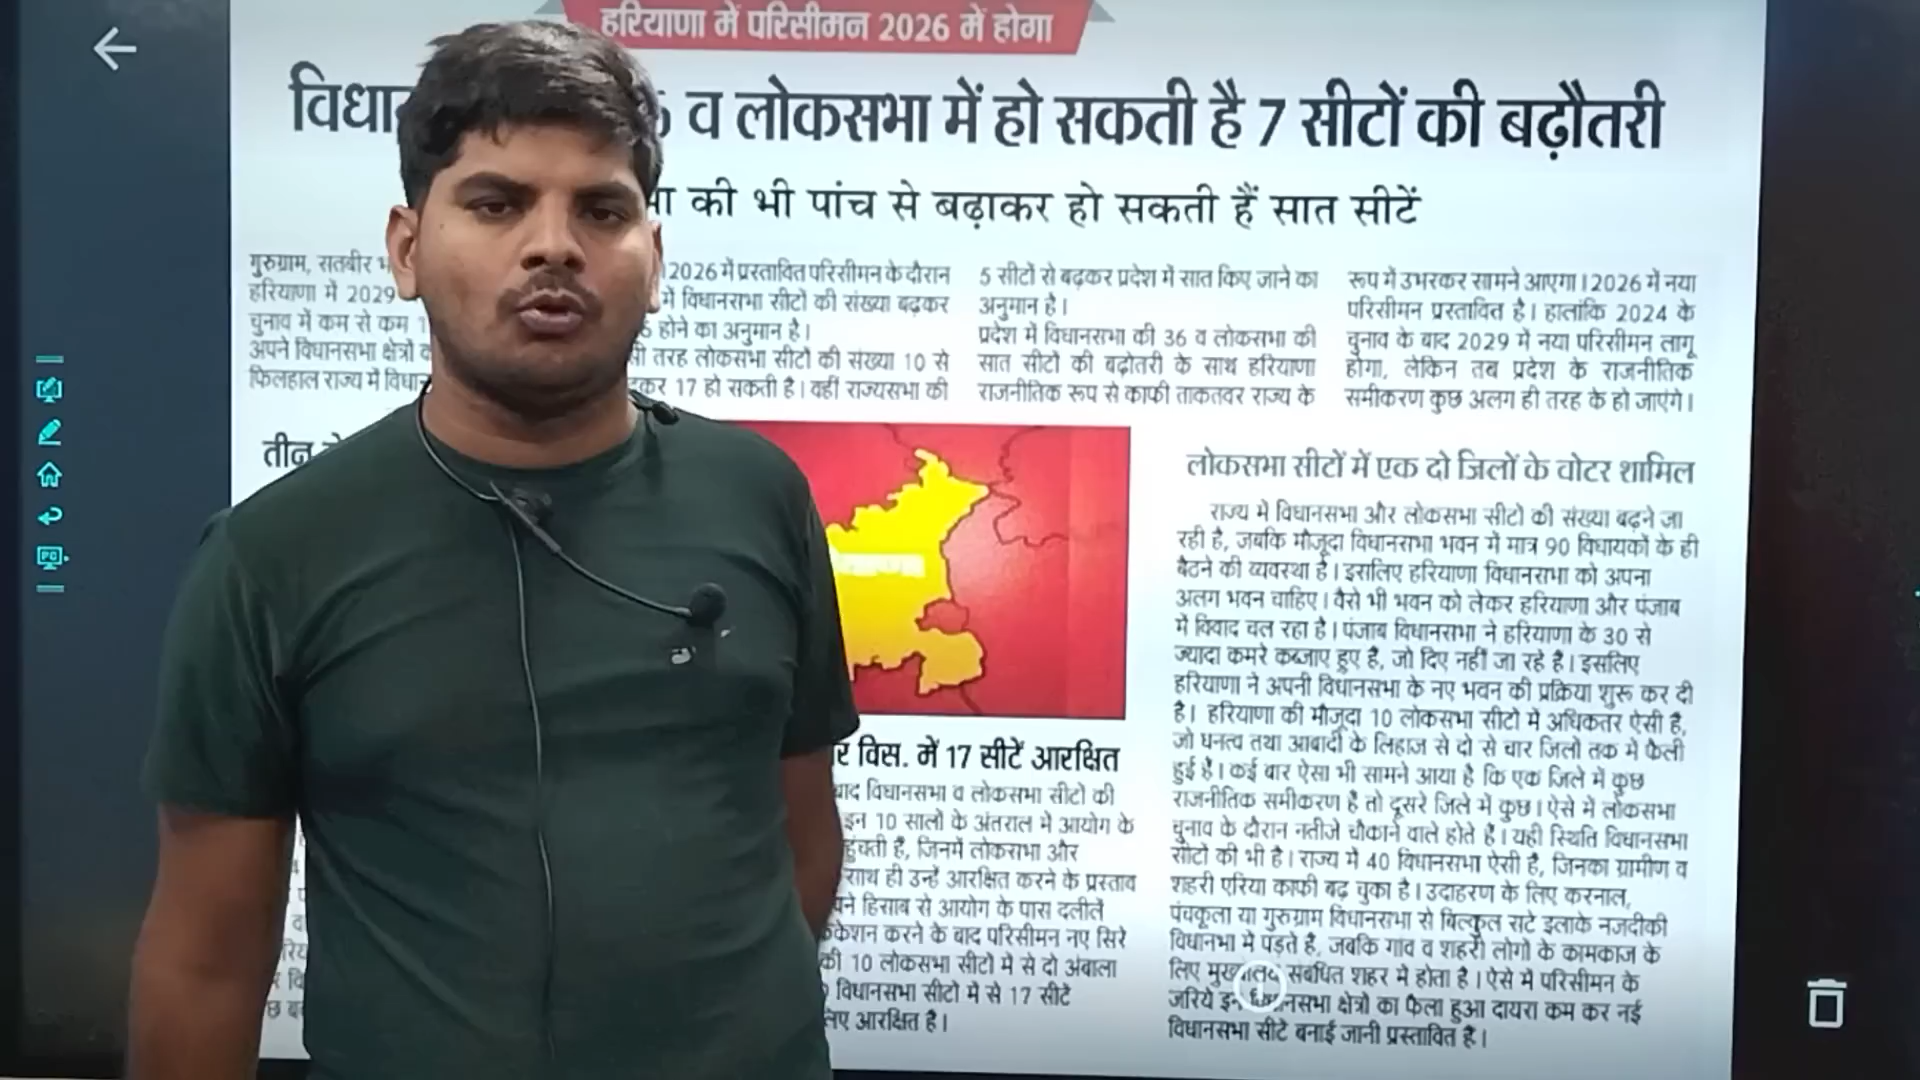 हरियाणा में परिसीमन 2026 में होगा
व लोकसभा में हो सकती है 7 सीटों की बढ़ौतरी
की भी पांच से बढ़ाकर हो सकती हैं सात सीटें
गुरुग्राम, सतबीर
हरियाणा में 2029
चुनाव में कम से कम
अपने विधानसभा क्षेत्रों
फिलहाल राज्य में
2026 में प्रस्तावित परिसीमन के दौरान
में विधानसभा सीटों की संख्या बढ़कर
होने का अनुमान है।
तरह लोकसभा सीटों की संख्या 10 से
17 हो सकती है। वहीं राज्यसभा की
5 सीटों से बढ़कर प्रदेश में सात किए जाने का
अनुमान है।
प्रदेश में विधानसभा की 36 व लोकसभा की
सात सीटों की बढ़ोतरी के साथ हरियाणा
राजनीतिक रूप से काफी ताकतवर राज्य के
रूप में उभरकर सामने आएगा। 2026 में नया
परिसीमन प्रस्तावित है। हालांकि 2024 के
चुनाव के बाद 2029 में नया परिसीमन लागू
होगा, लेकिन तब प्रदेश के राजनीतिक
समीकरण कुछ अलग ही तरह के हो जाएंगे।
तीन
विस. में 17 सीटें आरक्षित
विधानसभा व लोकसभा सीटों की
इन 10 सालों के अंतराल में आयोग के
जिनमें लोकसभा और
साथ ही उन्हें आरक्षित करने के प्रस्ताव
हिसाब से आयोग के पास दलीलें
करने के बाद परिसीमन नए सिरे
की 10 लोकसभा सीटों में से दो अंबाला
विधानसभा सीटों में से 17 सीटें
आरक्षित है।
लोकसभा सीटों में एक दो जिलों के वोटर शामिल
राज्य में विधानसभा और लोकसभा सीटों की संख्या बढ़ने जा
रही है, जबकि मौजूदा विधानसभा भवन में मात्र 90 विधायकों के ही
बैठने की व्यवस्था है। इसलिए हरियाणा विधानसभा को अपना
अलग भवन चाहिए। वैसे भी भवन को लेकर हरियाणा और पंजाब
में विवाद चल रहा है। पंजाब विधानसभा ने हरियाणा के 30 से
ज्यादा कमरे कब्जाए हुए है, जो दिए नहीं जा रहे है। इसलिए
हरियाणा ने अपनी विधानसभा के नए भवन की प्रक्रिया शुरू कर दी
है। हरियाणा की मौजूदा 10 लोकसभा सीटों में अधिकतर ऐसी है,
जो घनत्व तथा आबादी के लिहाज से दो से चार जिलों तक में फैली
हुई है। कई बार ऐसा भी सामने आया है कि एक जिले में कुछ
राजनीतिक समीकरण है तो दूसरे जिले में कुछ। ऐसे में लोकसभा
चुनाव के दौरान नतीजे चौंकाने वाले होते हैं। यही स्थिति विधानसभा
सीटों की भी है। राज्य में 40 विधानसभा ऐसी है, जिनका ग्रामीण व
शहरी एरिया काफी बढ़ चुका है। उदाहरण के लिए करनाल,
पंचकूला या गुरुग्राम विधानसभा से बिल्कुल सटे इलाके नजदीकी
विधानभा में पड़ते हैं, जबकि गांव व शहरी लोगों के कामकाज के
लिए संबंधित शहर में होता है। ऐसे में परिसीमन के
जरिये क्षेत्रों का फैला हुआ दायरा कम कर नई
विधानसभा सीटें बनाई जानी प्रस्तावित है।